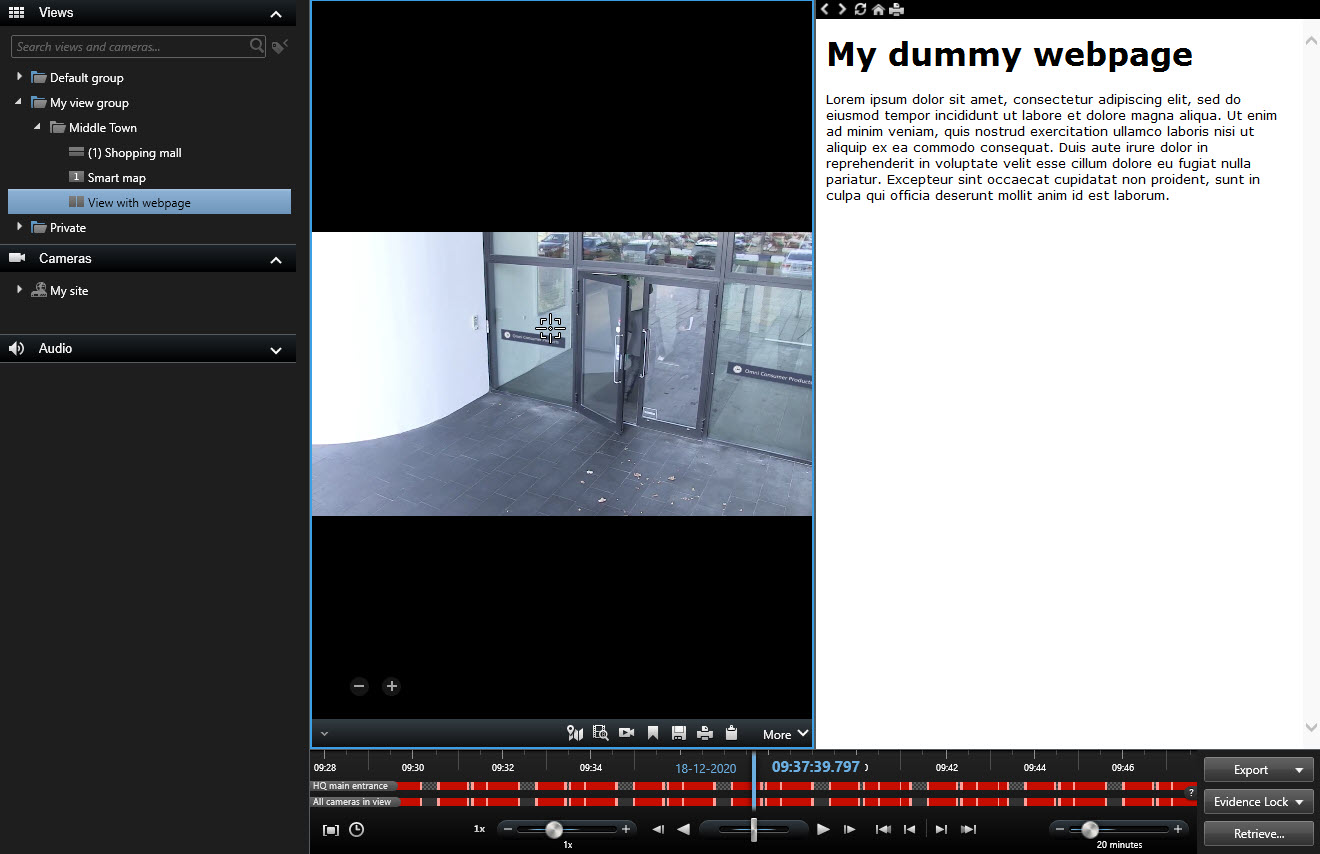 Views
Search views and cameras...
Default group
My view group
Middle Town
(1) Shopping mall
1 Smart map
View with webpage
Private
Cameras
My site
Audio
Omni Consumer Products
Omni Consumer Products
More
My dummy webpage
Lorem ipsum dolor sit amet, consectetur adipiscing elit, sed do
eiusmod tempor incididunt ut labore et dolore magna aliqua. Ut enim
ad minim veniam, quis nostrud exercitation ullamco laboris nisi ut
aliquip ex ea commodo consequat. Duis aute irure dolor in
reprehenderit in voluptate velit esse cillum dolore eu fugiat nulla
pariatur. Excepteur sint occaecat cupidatat non proident, sunt in
culpa qui officia deserunt mollit anim id est laborum.
09:28 09:30 09:32 09:34 18-12-2020 09:37:39.797 09:42 09:44 09:46
HQ main entrance
All cameras in view
?
1x
1x
20 minutes
Export
Evidence Lock
Retrieve...